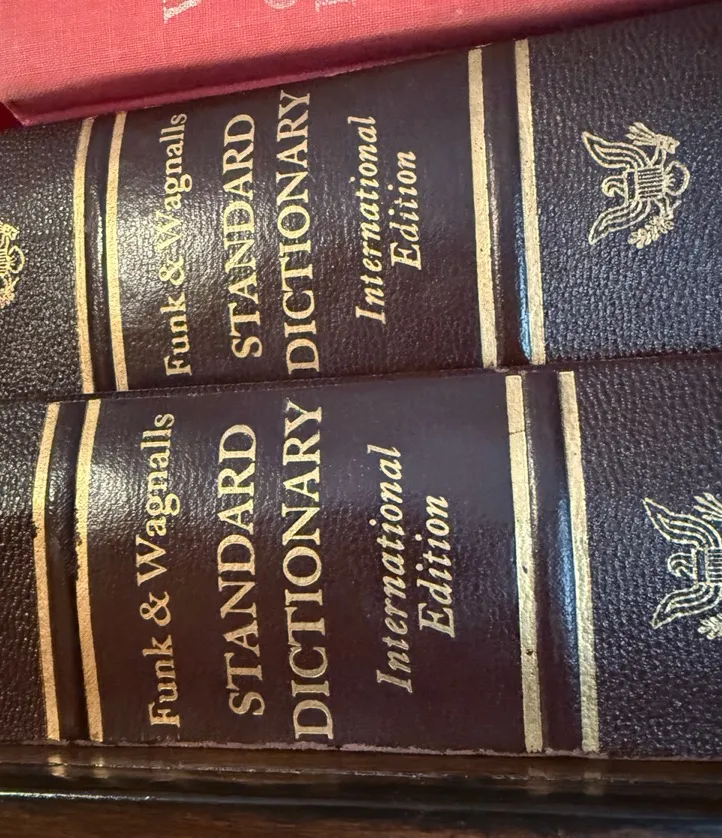 Funk & Wagnalls
STANDARD
DICTIONARY
International
Edition
Funk & Wagnalls
STANDARD
DICTIONARY
International
Edition